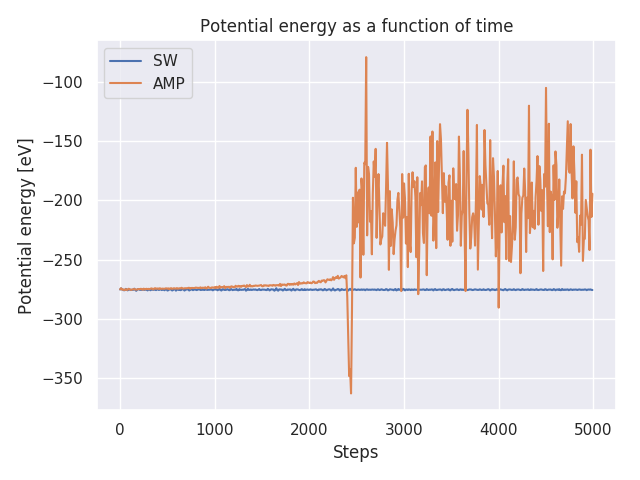 Potential energy as a function of time
SW
AMP
−100
−150
−200
−250
−300
−350
Potential energy [eV]
0 1000 2000 3000 4000 5000
Steps